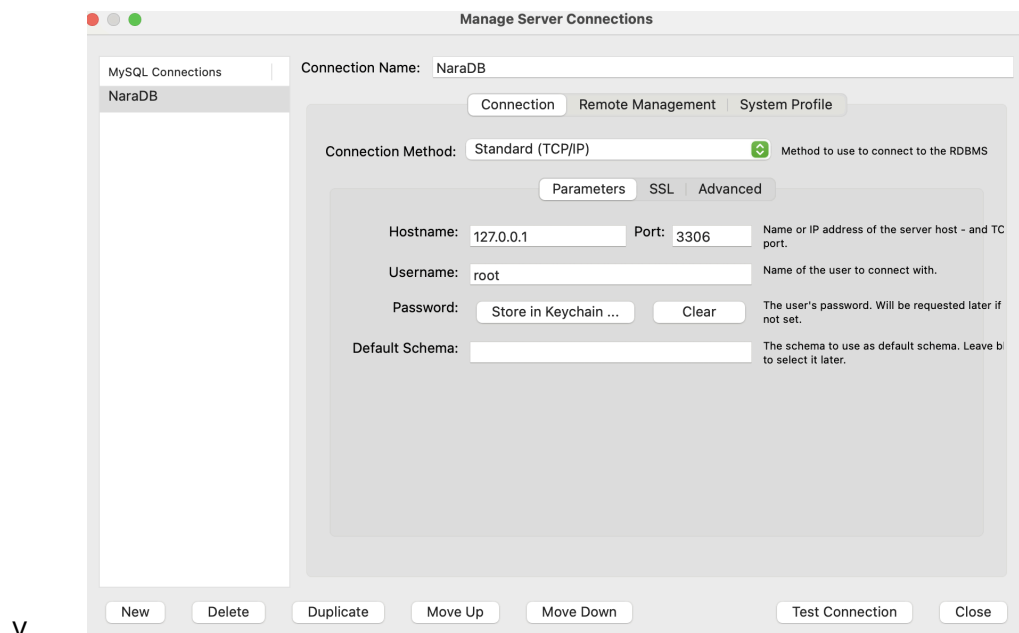 Manage Server Connections
MySQL Connections
NaraDB
Connection Name: NaraDB
Connection Remote Management System Profile
Connection Method: Standard (TCP/IP) Method to use to connect to the RDBMS
Parameters SSL Advanced
Hostname: 127.0.0.1 Port: 3306 Name or IP address of the server host - and TC
port.
Username: root Name of the user to connect with.
Password: Store in Keychain ... Clear The user's password. Will be requested later if
not set.
Default Schema: The schema to use as default schema. Leave bl
to select it later.
New Delete Duplicate Move Up Move Down Test Connection Close
v